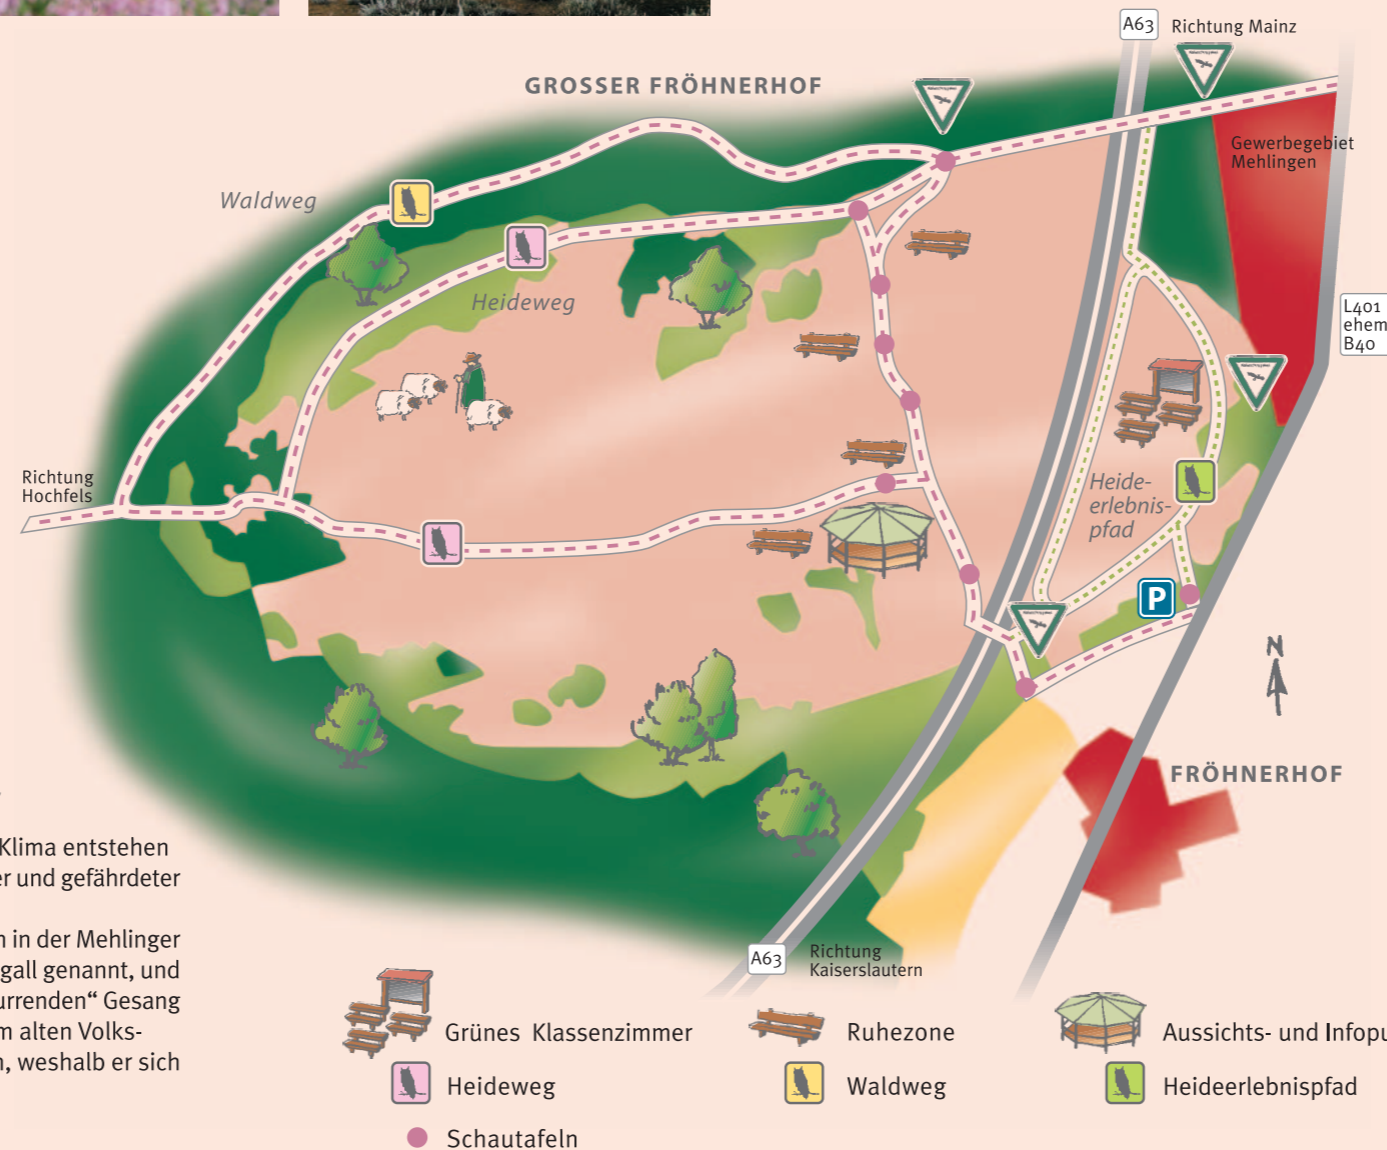 A63
Richtung Mainz
GROSSER FRÖHNERHOF
Gewerbegebiet
Mehlingen
Waldweg
Heideweg
L401
ehem
B40
Richtung
Hochfels
Heide-
erlebnis-
pfad
P
N
FRÖHNERHOF
Klima entstehen
er und gefährdeter
n in der Mehlinger
gall genannt, und
urrenden“ Gesang
m alten Volks-
n, weshalb er sich
A63
Richtung
Kaiserslautern
Grünes Klassenzimmer
Ruhezone
Aussichts- und Infopu
Heideweg
Waldweg
Heideerlebnispfad
Schautafeln